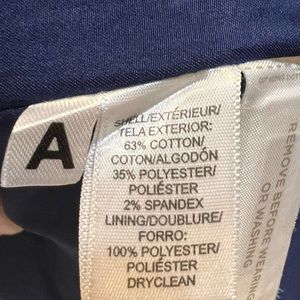 A
SHELL/EXTÉRIEUR/
TELA EXTERIOR:
63% COTTON/
COTON/ALGODÓN
35% POLYESTER/
POLIÉSTER
2% SPANDEX
LINING/DOUBLURE/
FORRO:
100% POLYESTER/
POLIÉSTER
DRYCLEAN
REMOVE BEFORE WEARING
OR WASHING